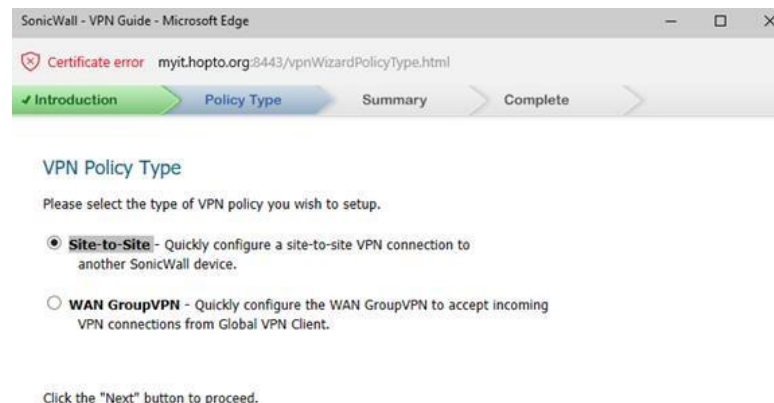 SonicWall - VPN Guide - Microsoft Edge
Certificate error myit.hopto.org:8443/vpnWizardPolicyType.html
Introduction Policy Type Summary Complete
VPN Policy Type
Please select the type of VPN policy you wish to setup.
Site-to-Site - Quickly configure a site-to-site VPN connection to
another SonicWall device.
WAN GroupVPN - Quickly configure the WAN GroupVPN to accept incoming
VPN connections from Global VPN Client.
Click the "Next" button to proceed.